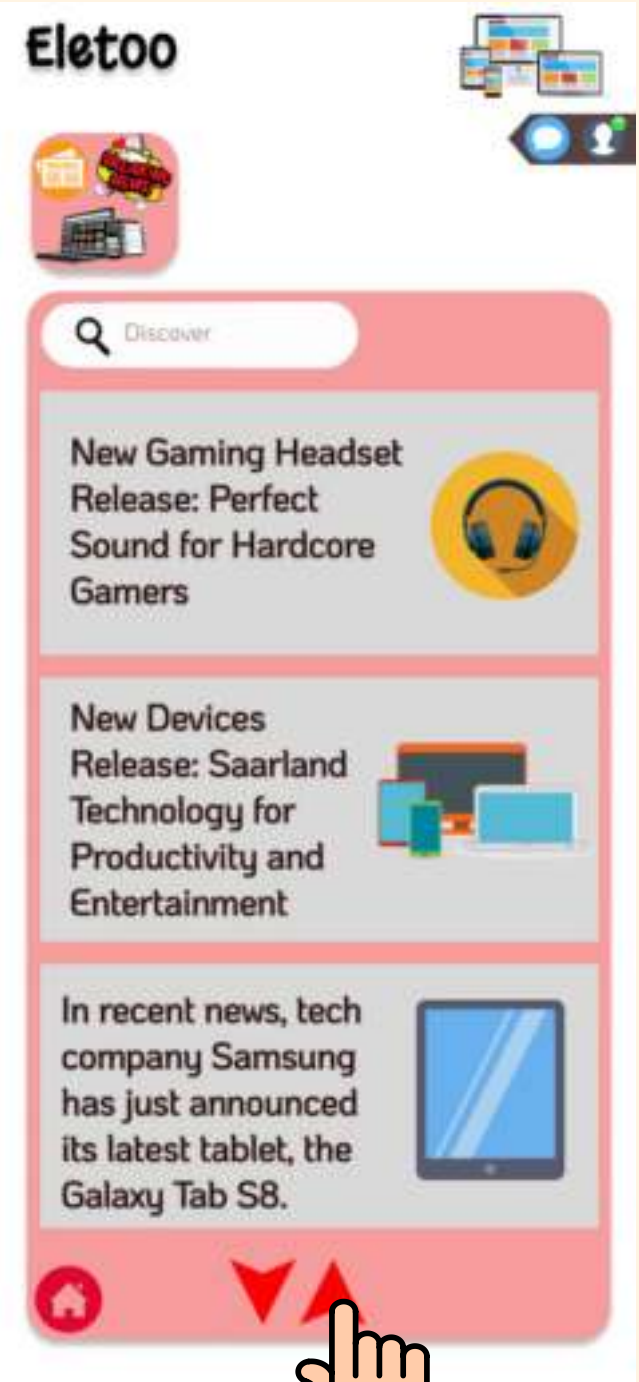 Eletoo
Discover
New Gaming Headset
Release: Perfect
Sound for Hardcore
Gamers
New Devices
Release: Saarland
Technology for
Productivity and
Entertainment
In recent news, tech
company Samsung
has just announced
its latest tablet, the
Galaxy Tab S8.